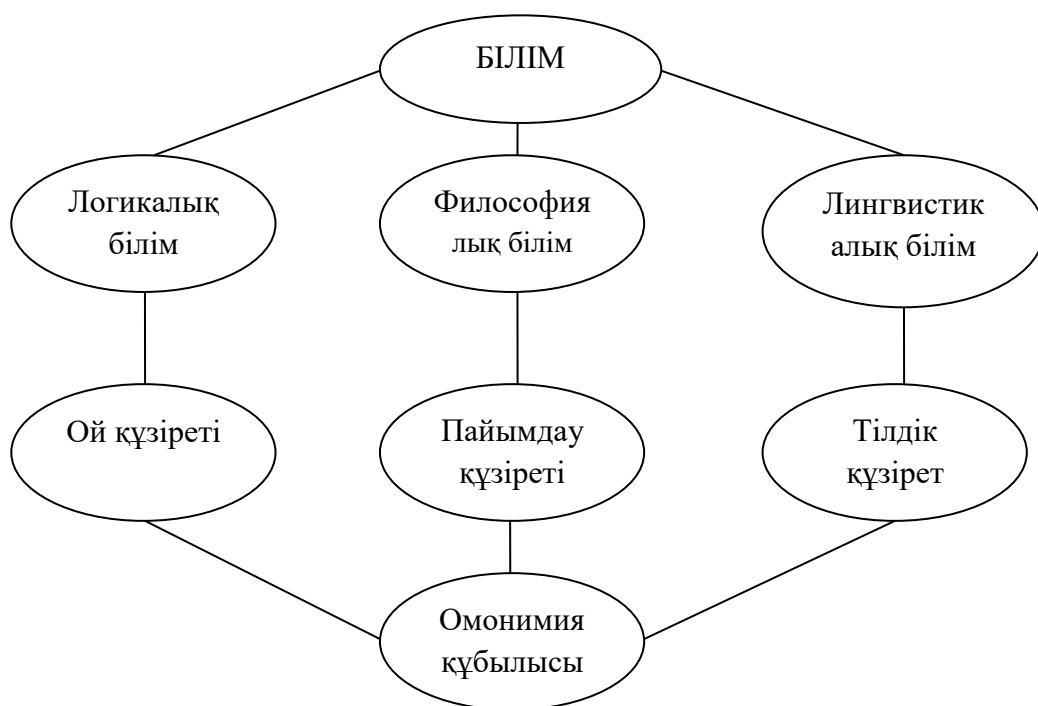 БІЛІМ
Логикалық
білім
Философия
лық білім
Лингвистик
алық білім
Ой құзіреті
Пайымдау
құзіреті
Тілдік
құзірет
Омонимия
құбылысы